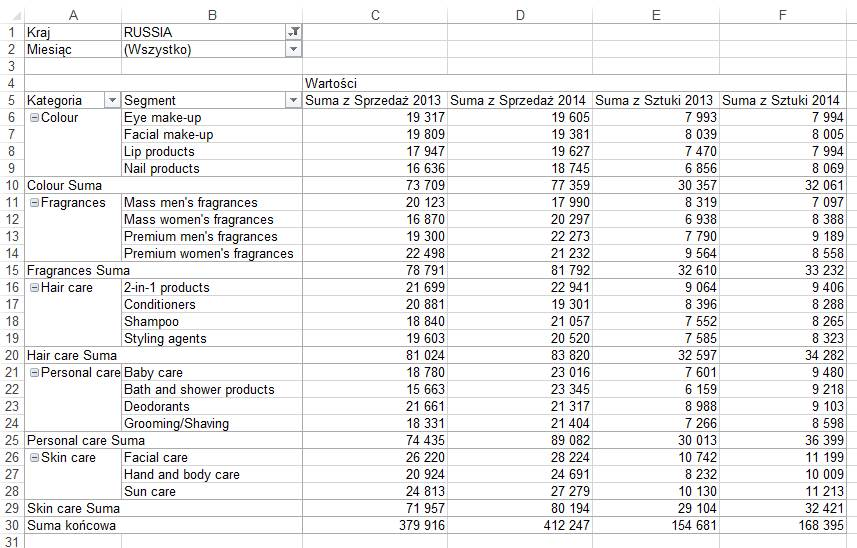 A B C D E F
1 Kraj RUSSIA
2 Miesiąc (Wszystko)
3
4 Wartości
5 Kategoria Segment Suma z Sprzedaż 2013 Suma z Sprzedaż 2014 Suma z Sztuki 2013 Suma z Sztuki 2014
6 Colour Eye make-up 19 317 19 605 7 993 7 994
7 Facial make-up 19 809 19 381 8 039 8 005
8 Lip products 17 947 19 627 7 470 7 994
9 Nail products 16 636 18 745 6 856 8 069
10 Colour Suma 73 709 77 359 30 357 32 061
11 Fragrances Mass men's fragrances 20 123 17 990 8 319 7 097
12 Mass women's fragrances 16 870 20 297 6 938 8 388
13 Premium men's fragrances 19 300 22 273 7 790 9 189
14 Premium women's fragrances 22 498 21 232 9 564 8 558
15 Fragrances Suma 78 791 81 792 32 610 33 232
16 Hair care 2-in-1 products 21 699 22 941 9 064 9 406
17 Conditioners 20 881 19 301 8 396 8 288
18 Shampoo 18 840 21 057 7 552 8 265
19 Styling agents 19 603 20 520 7 585 8 323
20 Hair care Suma 81 024 83 820 32 597 34 282
21 Personal care Baby care 18 780 23 016 7 601 9 480
22 Bath and shower products 15 663 23 345 6 159 9 218
23 Deodorants 21 661 21 317 8 988 9 103
24 Grooming/Shaving 18 331 21 404 7 266 8 598
25 Personal care Suma 74 435 89 082 30 013 36 399
26 Skin care Facial care 26 220 28 224 10 742 11 199
27 Hand and body care 20 924 24 691 8 232 10 009
28 Sun care 24 813 27 279 10 130 11 213
29 Skin care Suma 71 957 80 194 29 104 32 421
30 Suma końcowa 379 916 412 247 154 681 168 395
31